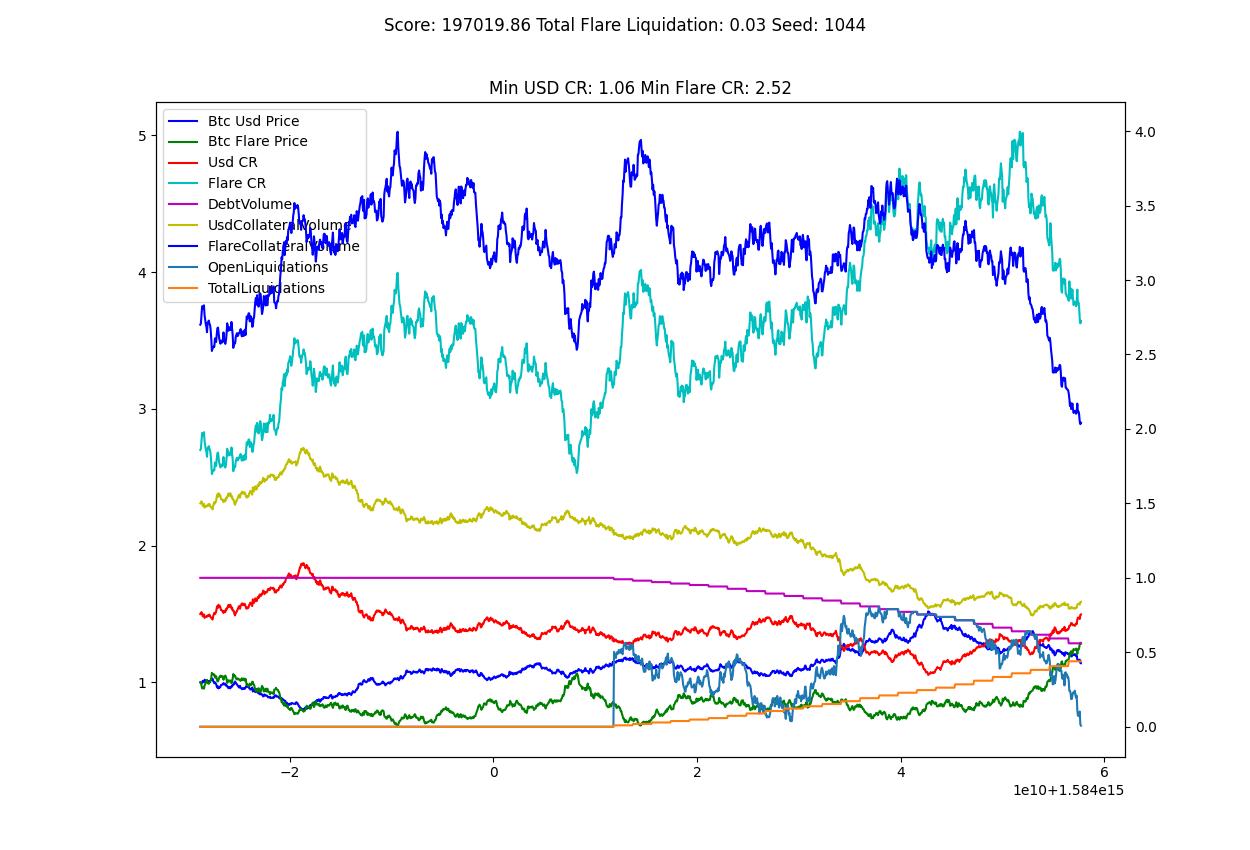 Score: 197019.86 Total Flare Liquidation: 0.03 Seed: 1044
Min USD CR: 1.06 Min Flare CR: 2.52
Btc Usd Price
Btc Flare Price
Usd CR
Flare CR
DebtVolume
UsdCollateralVolume
FlareCollateralVolume
OpenLiquidations
TotalLiquidations
5
4
3
2
1
4.0
3.5
3.0
2.5
2.0
1.5
1.0
0.5
0.0
−2 0 2 4 6
1e10+1.584e15